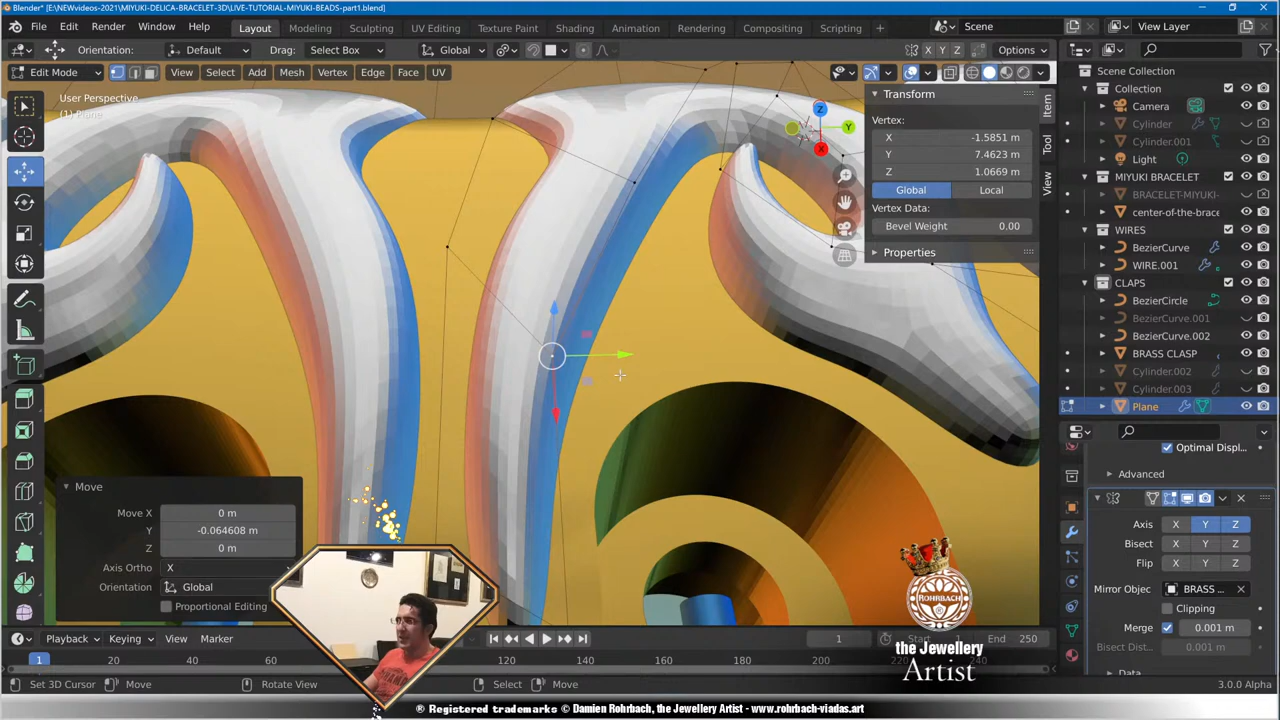 Blender* [E:\NEWvideos-2021\MIYUKI-DELICA-BRACELET-3D\LIVE-TUTORIAL-MIYUKI-BEADS-part1.blend]
File Edit Render Window Help Layout Modeling Sculpting UV Editing Texture Paint Shading Animation Rendering Compositing Scripting + Scene View Layer
Orientation: Default Drag: Select Box Global X Y Z Options
Edit Mode View Select Add Mesh Vertex Edge Face UV
User Perspective
(1) Plane
Z
Y
X
Transform
Vertex:
X -1.5851 m
Y 7.4623 m
Z 1.0669 m
Global Local
Vertex Data:
Bevel Weight 0.00
Properties
Item
Tool
View
Scene Collection
Collection
Camera
Cylinder
Cylinder.001
Light
MIYUKI BRACELET
BRACELET-MIYUKI-
center-of-the-brace
WIRES
BezierCurve
WIRE.001
CLAPS
BezierCircle
BezierCurve.001
BezierCurve.002
BRASS CLASP
Cylinder.002
Cylinder.003
Plane
Optimal Displ..
Advanced
Axis X Y Z
Bisect X Y Z
Flip X Y Z
Mirror Objec BRASS ...
Clipping
Merge 0.001 m
Bisect Dist.. 0.001 m
Data
Move
Move X 0 m
Y -0.064608 m
Z 0 m
Axis Ortho X
Orientation Global
Proportional Editing
ROHRBACH
the Jewellery
Artist
Playback Keying View Marker 1 Start 1 End 250
1 20 40 60 120 140 160 180 200 220 240
Set 3D Cursor Move Rotate View Select Move 3.0.0 Alpha
® Registered trademarks © Damien Rohrbach, the Jewellery Artist - www.rohrbach-viadas.art